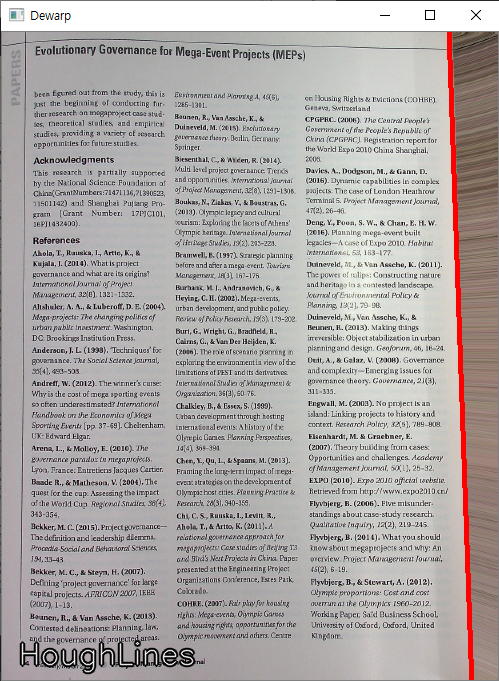 Dewarp
PAPERS
Evolutionary Governance for Mega-Event Projects (MEPs)
been figured out from the study, this is
just the beginning of conducting fur-
ther research on megaproject case stud-
ies, theoretical studies, and empirical
studies, providing a variety of research
opportunities for future studies.
Acknowledgments
This research is partially supported
by the National Science Foundation of
China(GrantNumber:71471136,71390523,
71501142) and Shanghai Pujiang Pro-
gram (Grant Number: 17PJC101,
16PJ1432400).
References
Ahola, T., Ruuska, I., Artto, K., &
Kujala, J. (2014). What is project
governance and what are its origins?
International Journal of Project
Management, 32(8), 1321–1332.
Altshuler, A. A., & Luberoff, D. E. (2004).
Mega-projects: The changing politics of
urban public investment. Washington,
DC: Brookings Institution Press.
Anderson, J. L. (1998). 'Techniques' for
governance. The Social Science Journal,
35(4), 493–508.
Andreff, W. (2012). The winner's curse:
Why is the cost of mega sporting events
so often underestimated? International
Handbook on the Economics of Mega
Sporting Events (pp. 37–69). Cheltenham,
UK: Edward Elgar.
Arena, L., & Molloy, E. (2010). The
governance paradox in megaprojects.
Lyon, France: Entretiens Jacques Cartier.
Baade, R., & Matheson, V. (2004). The
quest for the cup: Assessing the impact
of the World Cup. Regional Studies, 38(4),
343–354.
Bekker, M. C. (2015). Project governance—
The definition and leadership dilemma.
Procedia-Social and Behavioral Sciences,
194, 33–43.
Bekker, M. C., & Steyn, H. (2007).
Defining 'project governance' for large
capital projects. AFRICON 2007, IEEE
(2007), 1–13.
Beunen, R., & Van Assche, K. (2013).
Contested delineations: Planning, law,
and the governance of protected areas.
Environment and Planning A, 45(6),
1285–1301.
Beunen, R., Van Assche, K., &
Duineveld, M. (2015). Evolutionary
governance theory. Berlin, Germany:
Springer.
Biesenthal, C., & Wilden, R. (2014).
Multi-level project governance: Trends
and opportunities. International Journal
of Project Management, 32(8), 1291–1308.
Boukas, N., Ziakas, V., & Boustras, G.
(2013). Olympic legacy and cultural
tourism: Exploring the facets of Athens'
Olympic heritage. International Journal
of Heritage Studies, 19(2), 203–228.
Bramwell, B. (1997). Strategic planning
before and after a mega-event. Tourism
Management, 18(3), 167–176.
Burbank, M. J., Andranovich, G., &
Heying, C. H. (2002). Mega-events,
urban development, and public policy.
Review of Policy Research, 19(3), 179–202.
Burt, G., Wright, G., Bradfield, R.,
Cairns, G., & Van Der Heijden, K.
(2006). The role of scenario planning in
exploring the environment in view of the
limitations of PEST and its derivatives.
International Studies of Management &
Organization, 36(3), 50–76.
Chalkley, B., & Essex, S. (1999).
Urban development through hosting
international events: A history of the
Olympic Games. Planning Perspectives,
14(4), 369–394.
Chen, Y., Qu, L., & Spaans, M. (2013).
Framing the long-term impact of mega-
event strategies on the development of
Olympic host cities. Planning Practice &
Research, 28(3), 340–359.
Chi, C. S., Ruuska, I., Levitt, R.,
Ahola, T., & Artto, K. (2011). A
relational governance approach for
megaprojects: Case studies of Beijing T3
and Bird's Nest Projects in China. Paper
presented at the Engineering Project
Organizations Conference, Estes Park,
Colorado.
COHRE. (2007). Fair play for housing
rights: Mega-events, Olympic Games
and housing rights, opportunities for the
Olympic movement and others. Centre
on Housing Rights & Evictions (COHRE).
Geneva, Switzerland
CPGPRC. (2006). The Central People's
Government of the People's Republic of
China (CPGPRC). Registration report for
the World Expo 2010 China Shanghai,
2006.
Davies, A., Dodgson, M., & Gann, D.
(2016). Dynamic capabilities in complex
projects: The case of London Heathrow
Terminal 5. Project Management Journal,
47(2), 26–46.
Deng, Y., Poon, S. W., & Chan, E. H. W.
(2016). Planning mega-event built
legacies—A case of Expo 2010. Habitat
International, 53, 163–177.
Duineveld, M., & Van Assche, K. (2011).
The power of tulips: Constructing nature
and heritage in a contested landscape.
Journal of Environmental Policy &
Planning, 13(2), 79–98.
Duineveld, M., Van Assche, K., &
Beunen, R. (2013). Making things
irreversible: Object stabilization in urban
planning and design. Geoforum, 46, 16–24.
Duit, A., & Galaz, V. (2008). Governance
and complexity—Emerging issues for
governance theory. Governance, 21(3),
311–335.
Engwall, M. (2003). No project is an
island: Linking projects to history and
context. Research Policy, 32(5), 789–808.
Eisenhardt, M. & Graebner, E.
(2007). Theory building from cases:
Opportunities and challenges. Academy
of Management Journal, 50(1), 25–32.
EXPO (2010). Expo 2010 official website.
Retrieved from http://www.expo2010.cn/
Flyvbjerg, B. (2006). Five misunder-
standings about case-study research.
Qualitative Inquiry, 12(2), 219–245.
Flyvbjerg, B. (2014). What you should
know about megaprojects and why: An
overview. Project Management Journal,
45(2), 6–19.
Flyvbjerg, B., & Stewart, A. (2012).
Olympic proportions: Cost and cost
overrun at the Olympics 1960–2012.
Working Paper, Saïd Business School,
University of Oxford, Oxford, United
Kingdom.
HoughLines